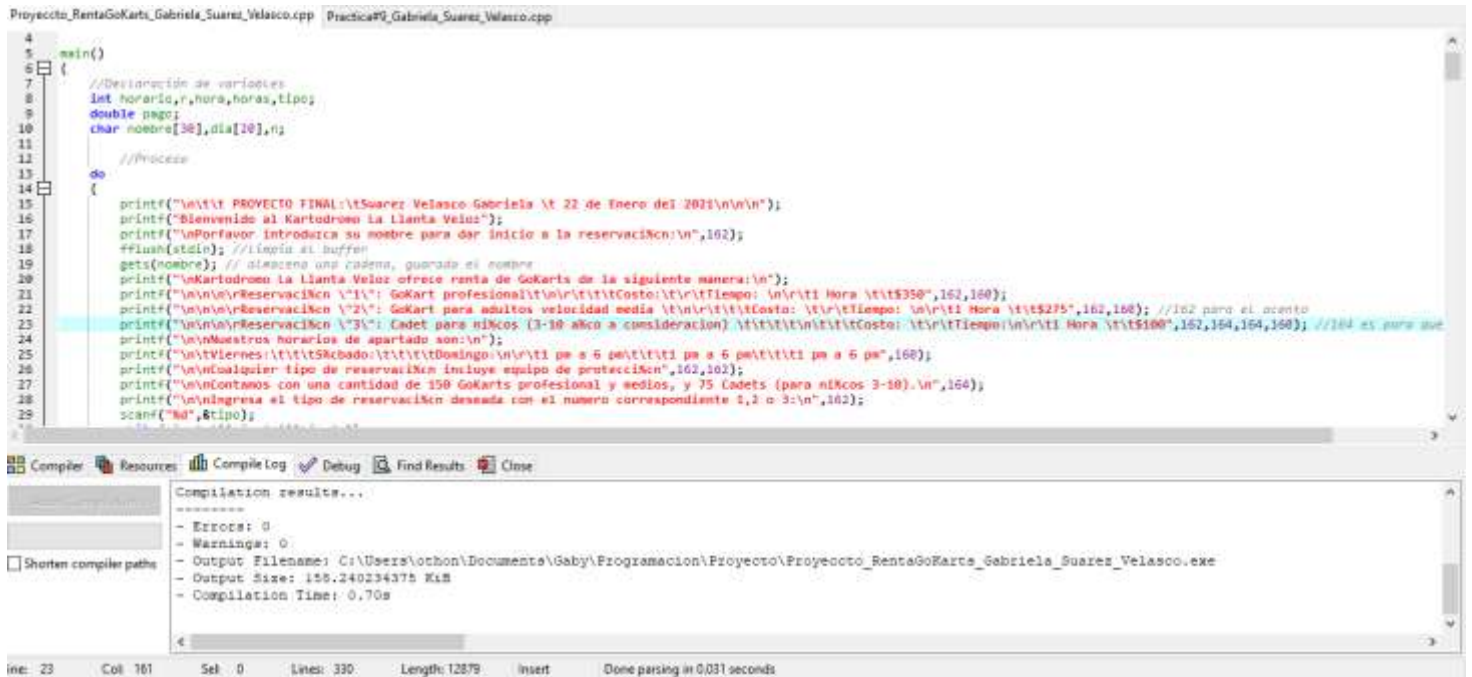 Proyeccto_RentaGoKarts_Gabriela_Suarez_Velasco.cpp Practica#9_Gabriela_Suarez_Velasco.cpp
4
5 main()
6 {
7 //Declaración de variables
8 int horario,r,hora,horas,tipo;
9 double pago;
10 char nombre[30],dia[20],n;
11
12 //Proceso
13 do
14 {
15 printf("\n\t\t PROYECTO FINAL:\tSuarez Velasco Gabriela \t 22 de Enero del 2021\n\n\n");
16 printf("Bienvenido al Kartodromo La Llanta Veloz");
17 printf("\nPorfavor introduzca su nombre para dar inicio a la reservaci%cn:\n",162);
18 fflush(stdin); //Limpia el buffer
19 gets(nombre); // almacena una cadena, guarada el nombre
20 printf("\nKartodromo La Llanta Veloz ofrece renta de GoKarts de la siguiente manera:\n");
21 printf("\n\n\n\rReservaci%cn \"1\": GoKart profesional\t\n\r\t\t\tCosto:\t\r\tTiempo: \n\r\t1 Hora \t\t$350",162,160);
22 printf("\n\n\n\rReservaci%cn \"2\": GoKart para adultos velocidad media \t\n\r\t\t\tCosto: \t\r\tTiempo: \n\r\t1 Hora \t\t$275",162,160); //162 para el acento
23 printf("\n\n\n\rReservaci%cn \"3\": Cadet para ni%cos (3-10 a%co a consideracion) \t\t\t\t\t\n\t\t\tCosto: \t\r\tTiempo:\n\r\t1 Hora \t\t$100",162,164,164,160); //164 es para que
24 printf("\n\nNuestros horarios de apartado son:\n");
25 printf("\n\tViernes:\t\t\tS%cbado:\t\t\t\tDomingo:\n\r\t1 pm a 6 pm\t\t\t1 pm a 6 pm\t\t\t1 pm a 6 pm",160);
26 printf("\n\nCualquier tipo de reservaci%cn incluye equipo de protecci%cn",162,162);
27 printf("\n\nContamos con una cantidad de 150 GoKarts profesional y medios, y 75 Cadets (para ni%cos 3-10).\n",164);
28 printf("\n\nIngresa el tipo de reservaci%cn deseada con el numero correspondiente 1,2 o 3:\n",162);
29 scanf("%d",&tipo);
Compiler Resources Compile Log Debug Find Results Close
Compilation results...
--------
- Errors: 0
- Warnings: 0
Shorten compiler paths
- Output Filename: C:\Users\othon\Documents\Gaby\Programacion\Proyecto\Proyeccto_RentaGoKarts_Gabriela_Suarez_Velasco.exe
- Output Size: 156.240234375 KiB
- Compilation Time: 0.70s
ine: 23 Col: 161 Sel: 0 Lines: 330 Length: 12879 Insert Done parsing in 0.031 seconds